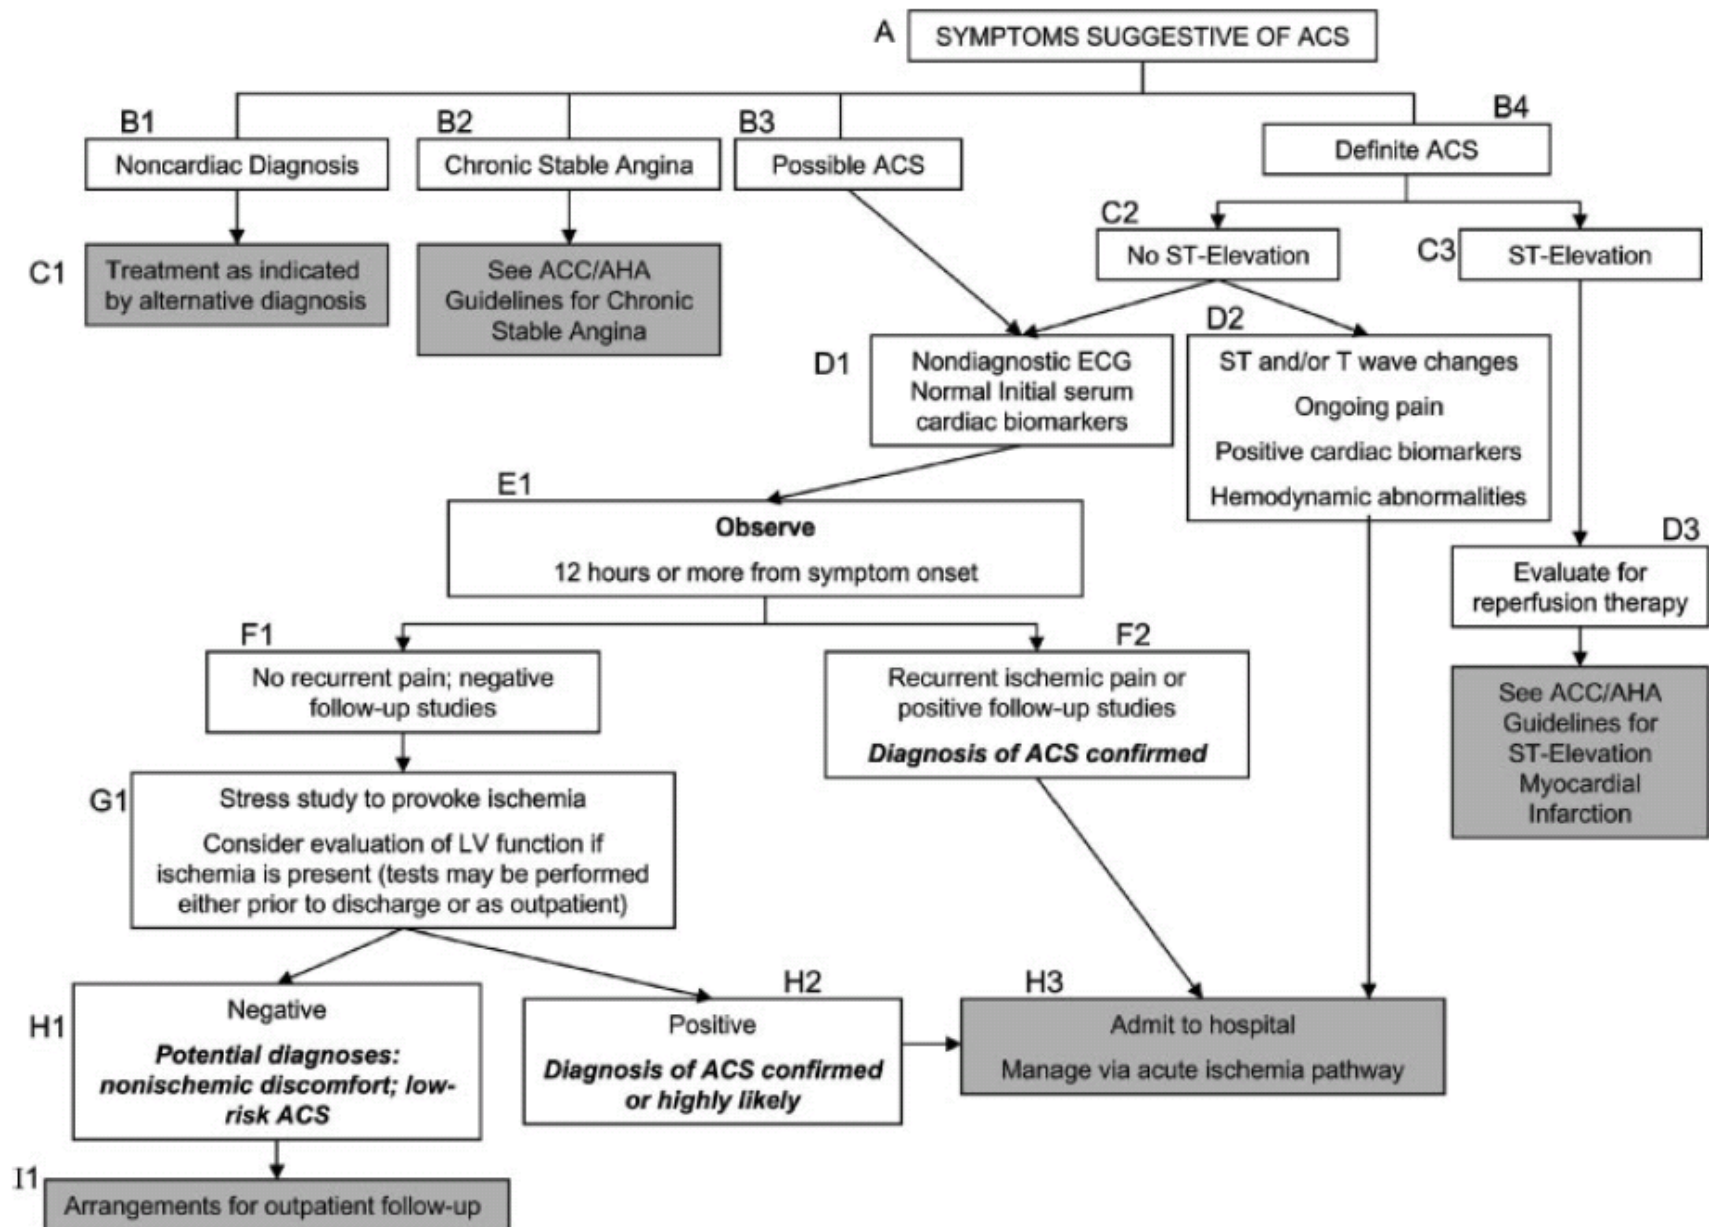 A
SYMPTOMS SUGGESTIVE OF ACS
B1
Noncardiac Diagnosis
B2
Chronic Stable Angina
B3
Possible ACS
B4
Definite ACS
C1
Treatment as indicated
by alternative diagnosis
See ACC/AHA
Guidelines for Chronic
Stable Angina
C2
No ST-Elevation
C3
ST-Elevation
D1
Nondiagnostic ECG
Normal Initial serum
cardiac biomarkers
D2
ST and/or T wave changes
Ongoing pain
Positive cardiac biomarkers
Hemodynamic abnormalities
D3
Evaluate for
reperfusion therapy
See ACC/AHA
Guidelines for
ST-Elevation
Myocardial
Infarction
E1
Observe
12 hours or more from symptom onset
F1
No recurrent pain; negative
follow-up studies
F2
Recurrent ischemic pain or
positive follow-up studies
Diagnosis of ACS confirmed
G1
Stress study to provoke ischemia
Consider evaluation of LV function if
ischemia is present (tests may be performed
either prior to discharge or as outpatient)
H1
Negative
Potential diagnoses:
nonischemic discomfort; low-
risk ACS
H2
Positive
Diagnosis of ACS confirmed
or highly likely
H3
Admit to hospital
Manage via acute ischemia pathway
I1
Arrangements for outpatient follow-up